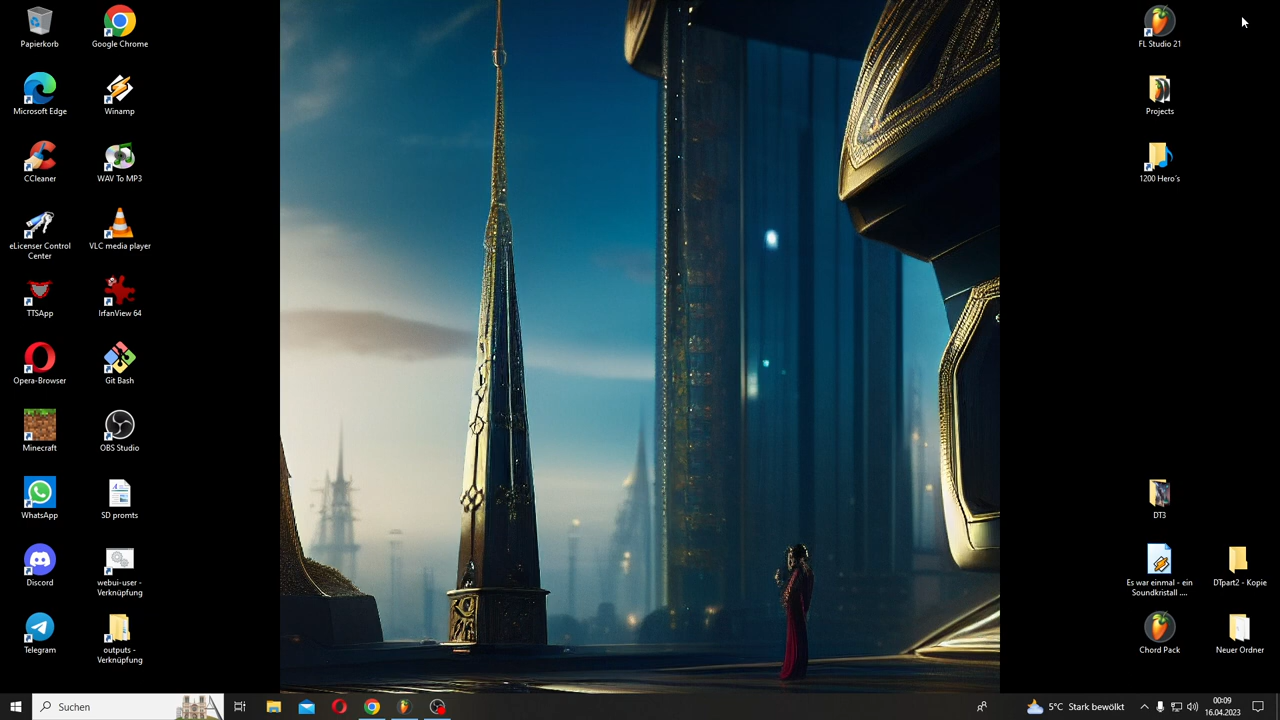 Papierkorb
Google Chrome
Microsoft Edge
Winamp
CCleaner
WAV To MP3
eLicenser Control
Center
VLC media player
TTSApp
IrfanView 64
Opera-Browser
Git Bash
Minecraft
OBS Studio
WhatsApp
SD promts
Discord
webui-user -
Verknüpfung
Telegram
outputs -
Verknüpfung
FL Studio 21
Projects
1200 Hero´s
DT3
Es war einmal - ein
Soundkristall ....
DTpart2 - Kopie
Chord Pack
Neuer Ordner
Suchen
5°C Stark bewölkt
00:09
16.04.2023